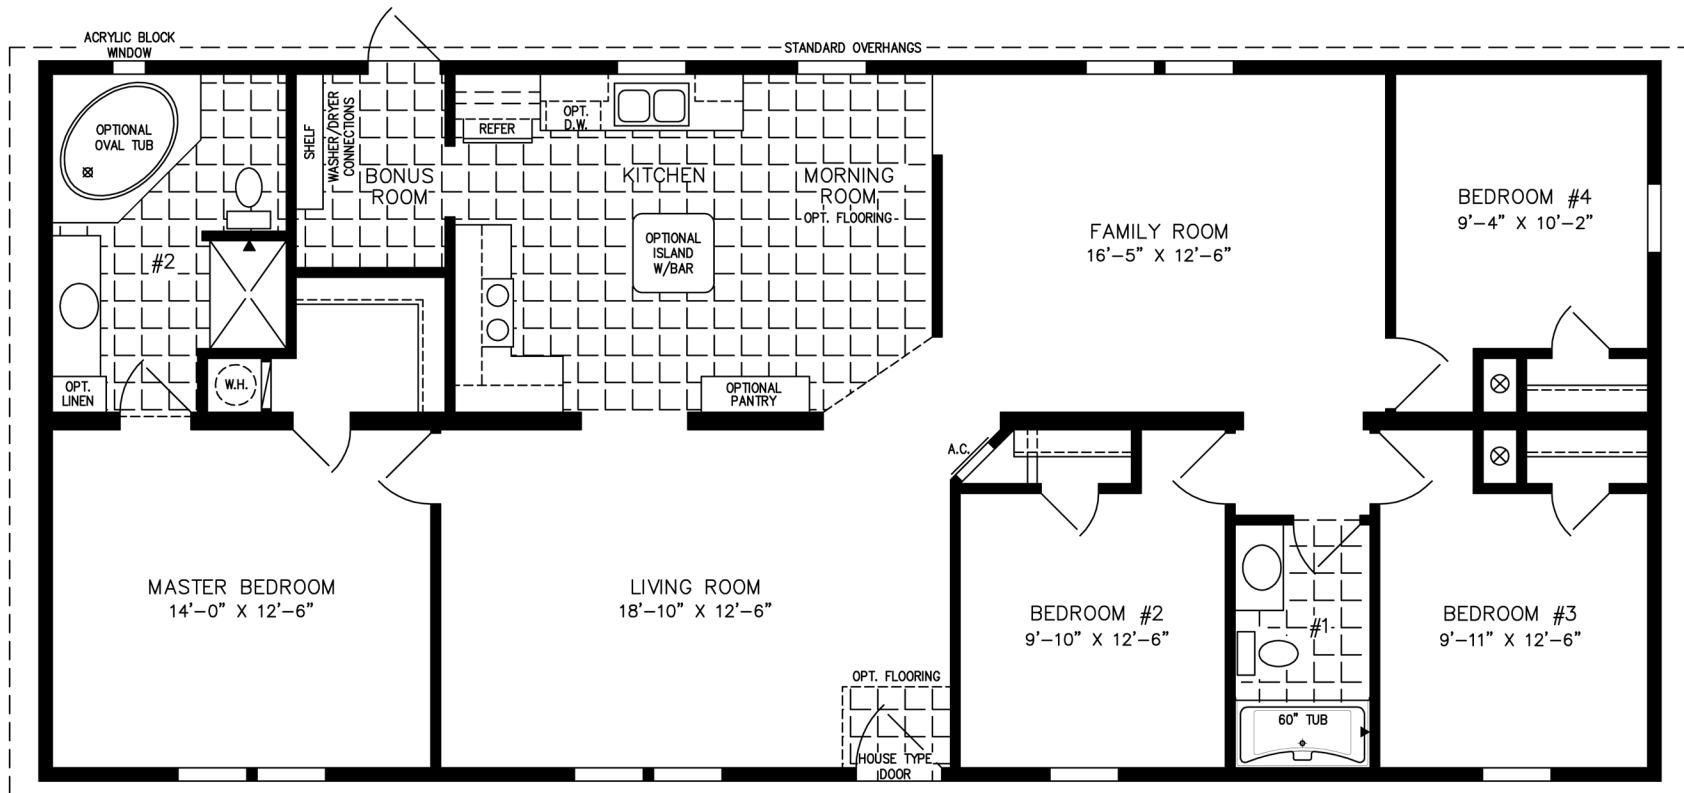 ACRYLIC BLOCK
WINDOW
STANDARD OVERHANGS
OPTIONAL
OVAL TUB
SHELF
WASHER/DRYER
CONNECTIONS
BONUS
ROOM
REFER
OPT.
D.W.
KITCHEN
MORNING
ROOM
OPT. FLOORING
OPTIONAL
ISLAND
W/BAR
FAMILY ROOM
16'-5" X 12'-6"
BEDROOM #4
9'-4" X 10'-2"
#2
OPT.
LINEN
W.H.
OPTIONAL
PANTRY
A.C.
MASTER BEDROOM
14'-0" X 12'-6"
LIVING ROOM
18'-10" X 12'-6"
BEDROOM #2
9'-10" X 12'-6"
#1
BEDROOM #3
9'-11" X 12'-6"
OPT. FLOORING
HOUSE TYPE
DOOR
60" TUB